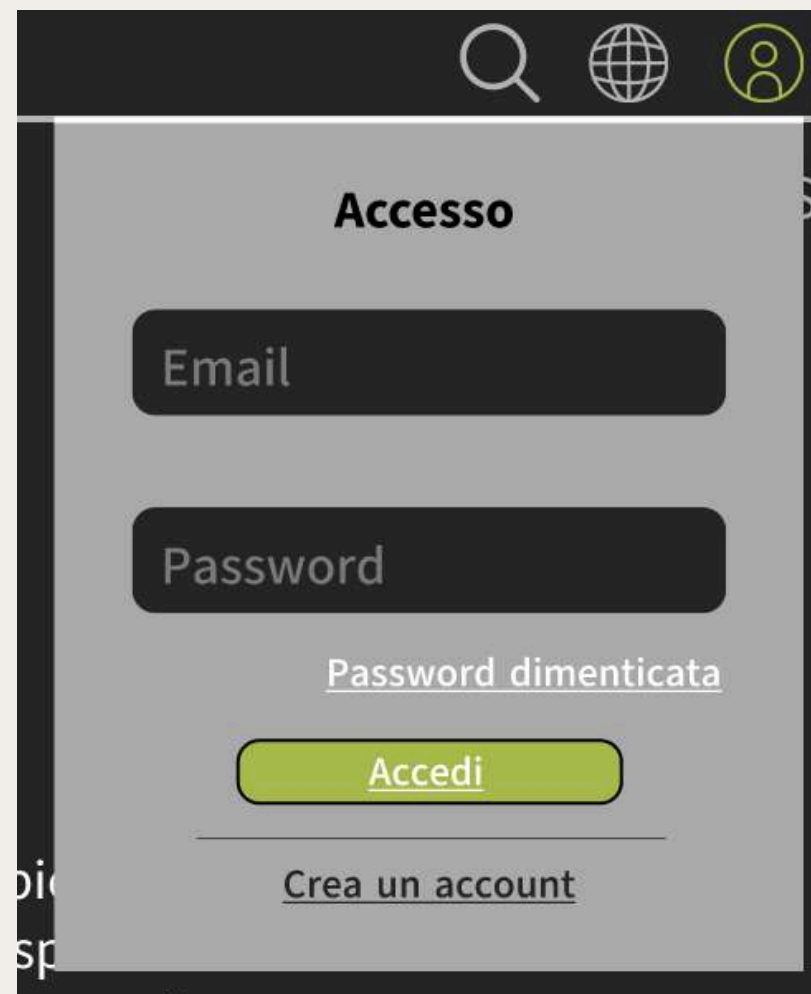 Accesso
Email
Password
Password dimenticata
Accedi
Crea un account